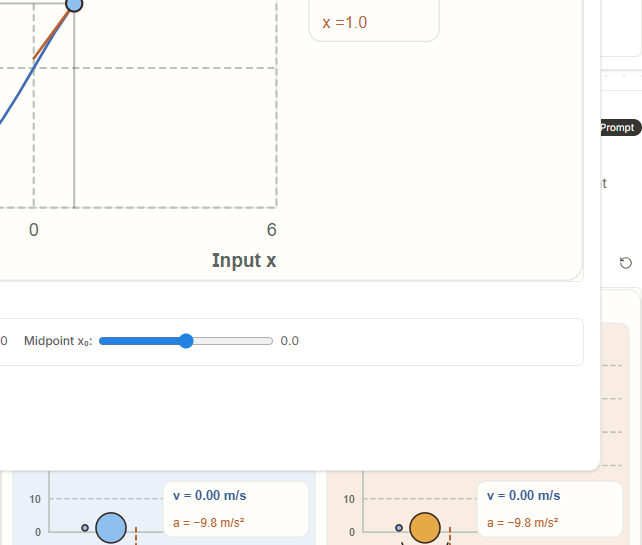 x =1.0
Prompt
0
6
Input x
Midpoint x₀:
0.0
10
v = 0.00 m/s
0
a = −9.8 m/s²
10
v = 0.00 m/s
0
a = −9.8 m/s²